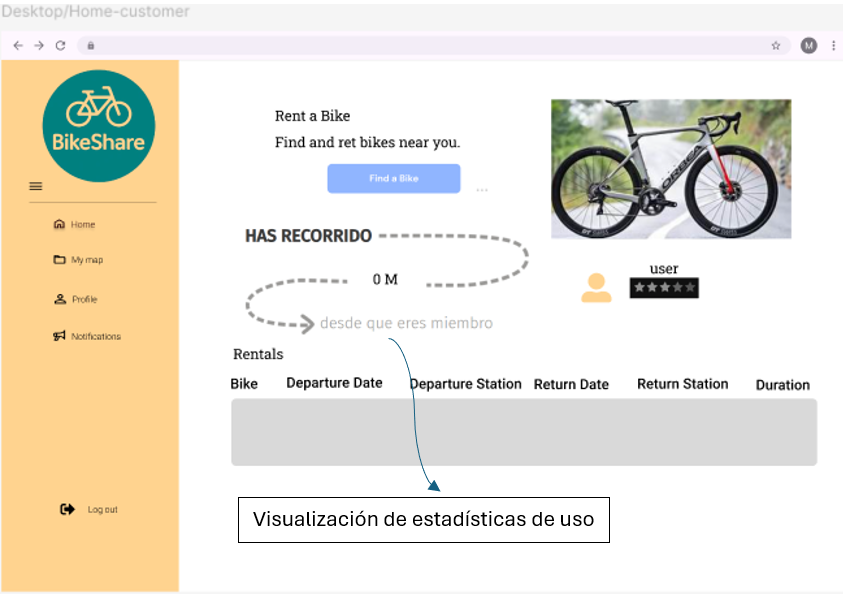 Desktop/Home-customer
M
BikeShare
Home
My map
Profile
Notifications
Log out
Rent a Bike
Find and ret bikes near you.
Find a Bike
...
ORBEA
HAS RECORRIDO
0 M
desde que eres miembro
user
Rentals
Bike Departure Date Departure Station Return Date Return Station Duration
Visualización de estadísticas de uso